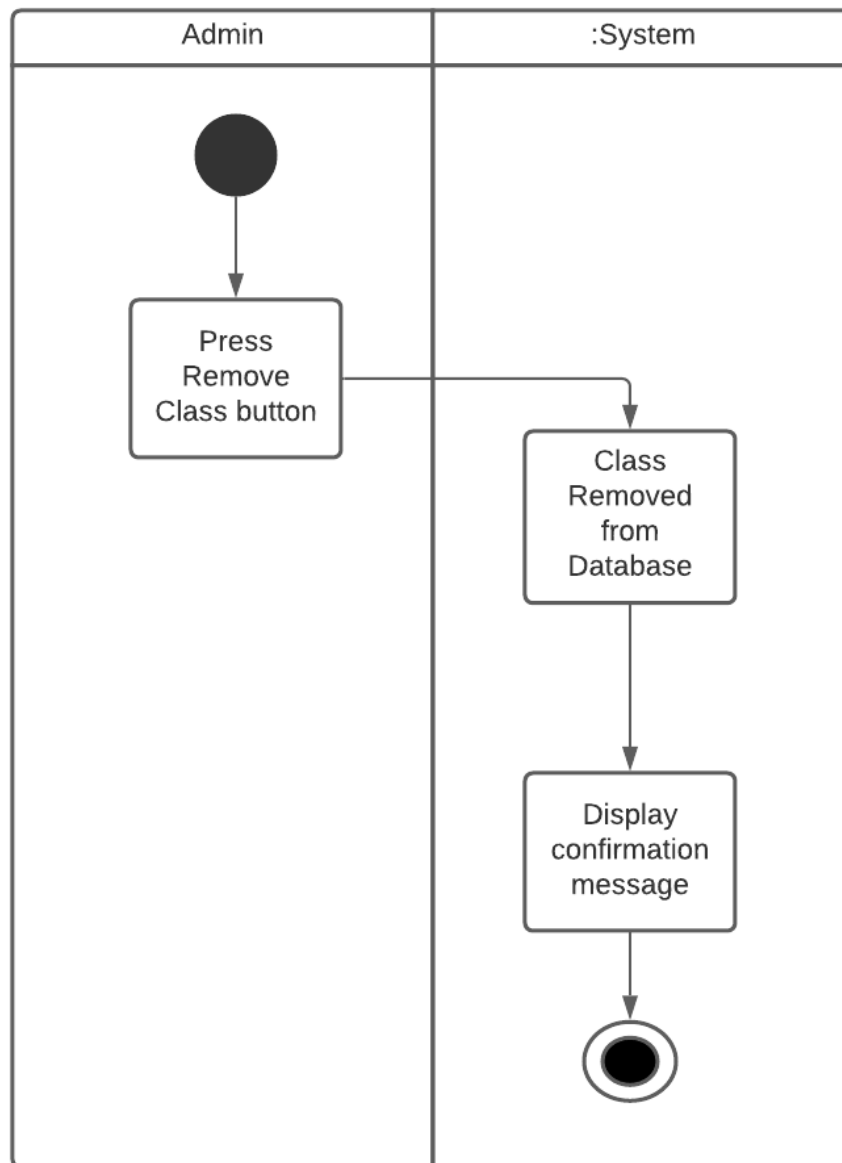 Admin
:System
Press
Remove
Class button
Class
Removed
from
Database
Display
confirmation
message